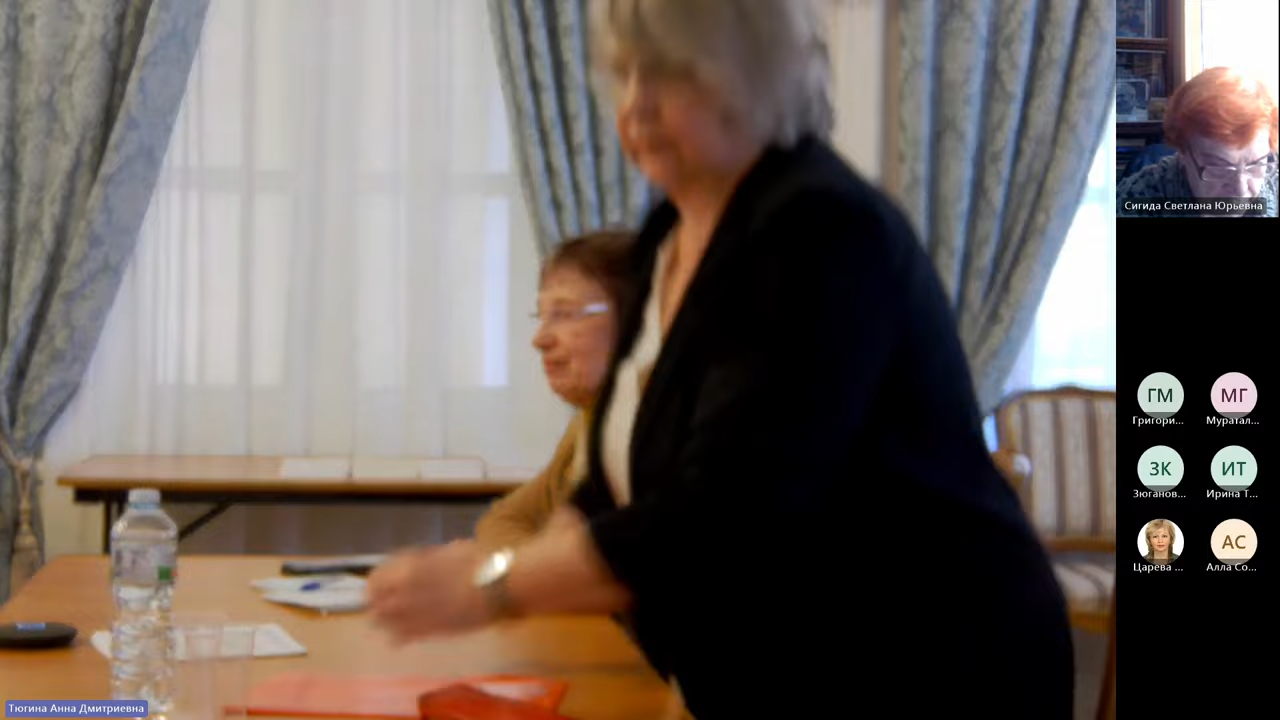 Сигида Светлана Юрьевна
ГМ
МГ
Григори...
Муратал...
ЗК
ИТ
Зюганов...
Ирина Т...
АС
Царева ...
Алла Со...
Тюгина Анна Дмитриевна